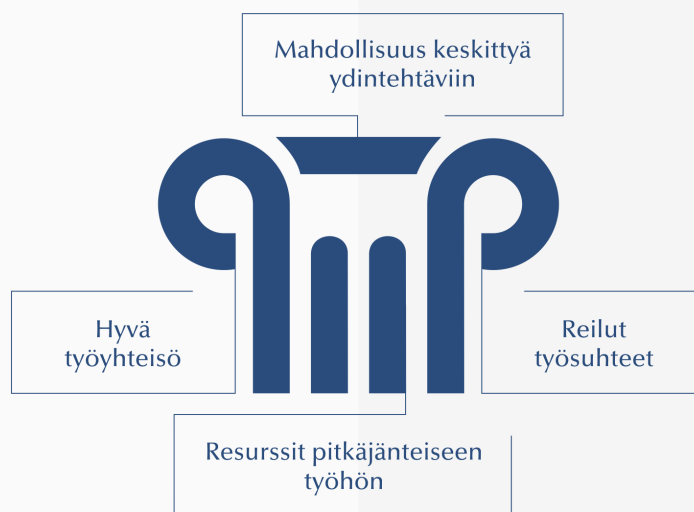 Mahdollisuus keskittyä
ydintehtäviin
Hyvä
työyhteisö
Reilut
työsuhteet
Resurssit pitkäjänteiseen
työhön